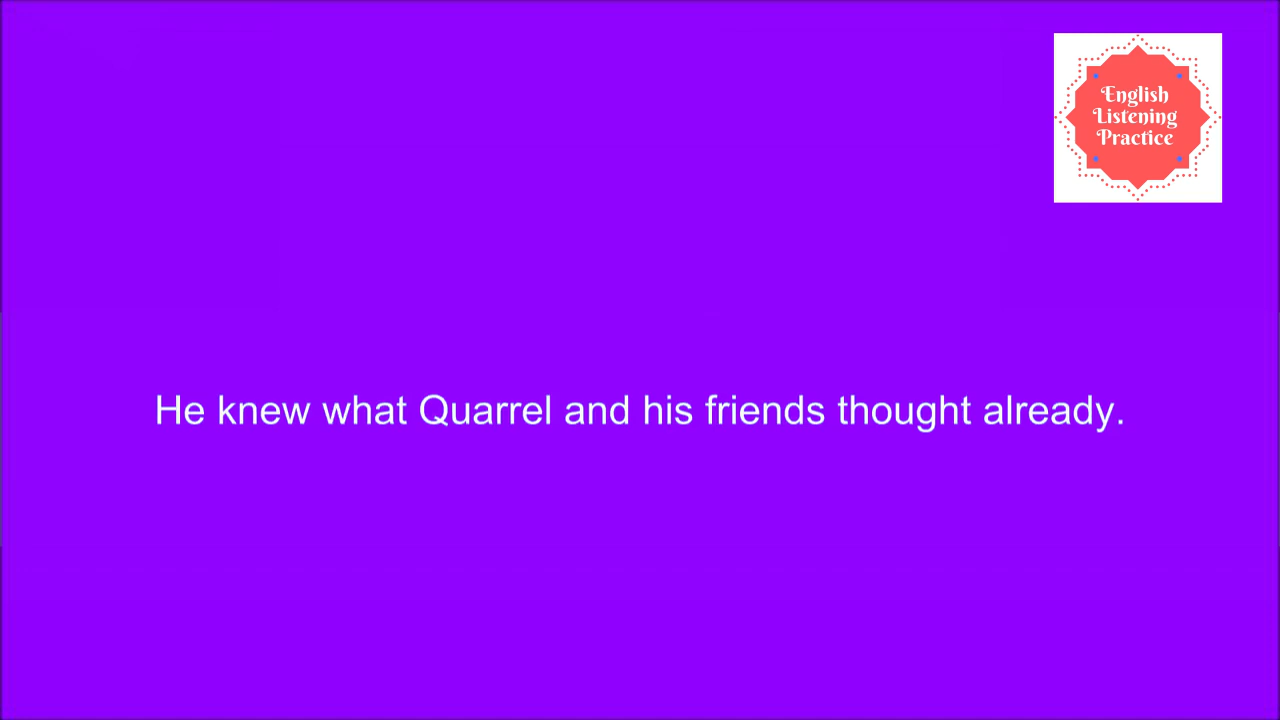 English
Listening
Practice
He knew what Quarrel and his friends thought already.